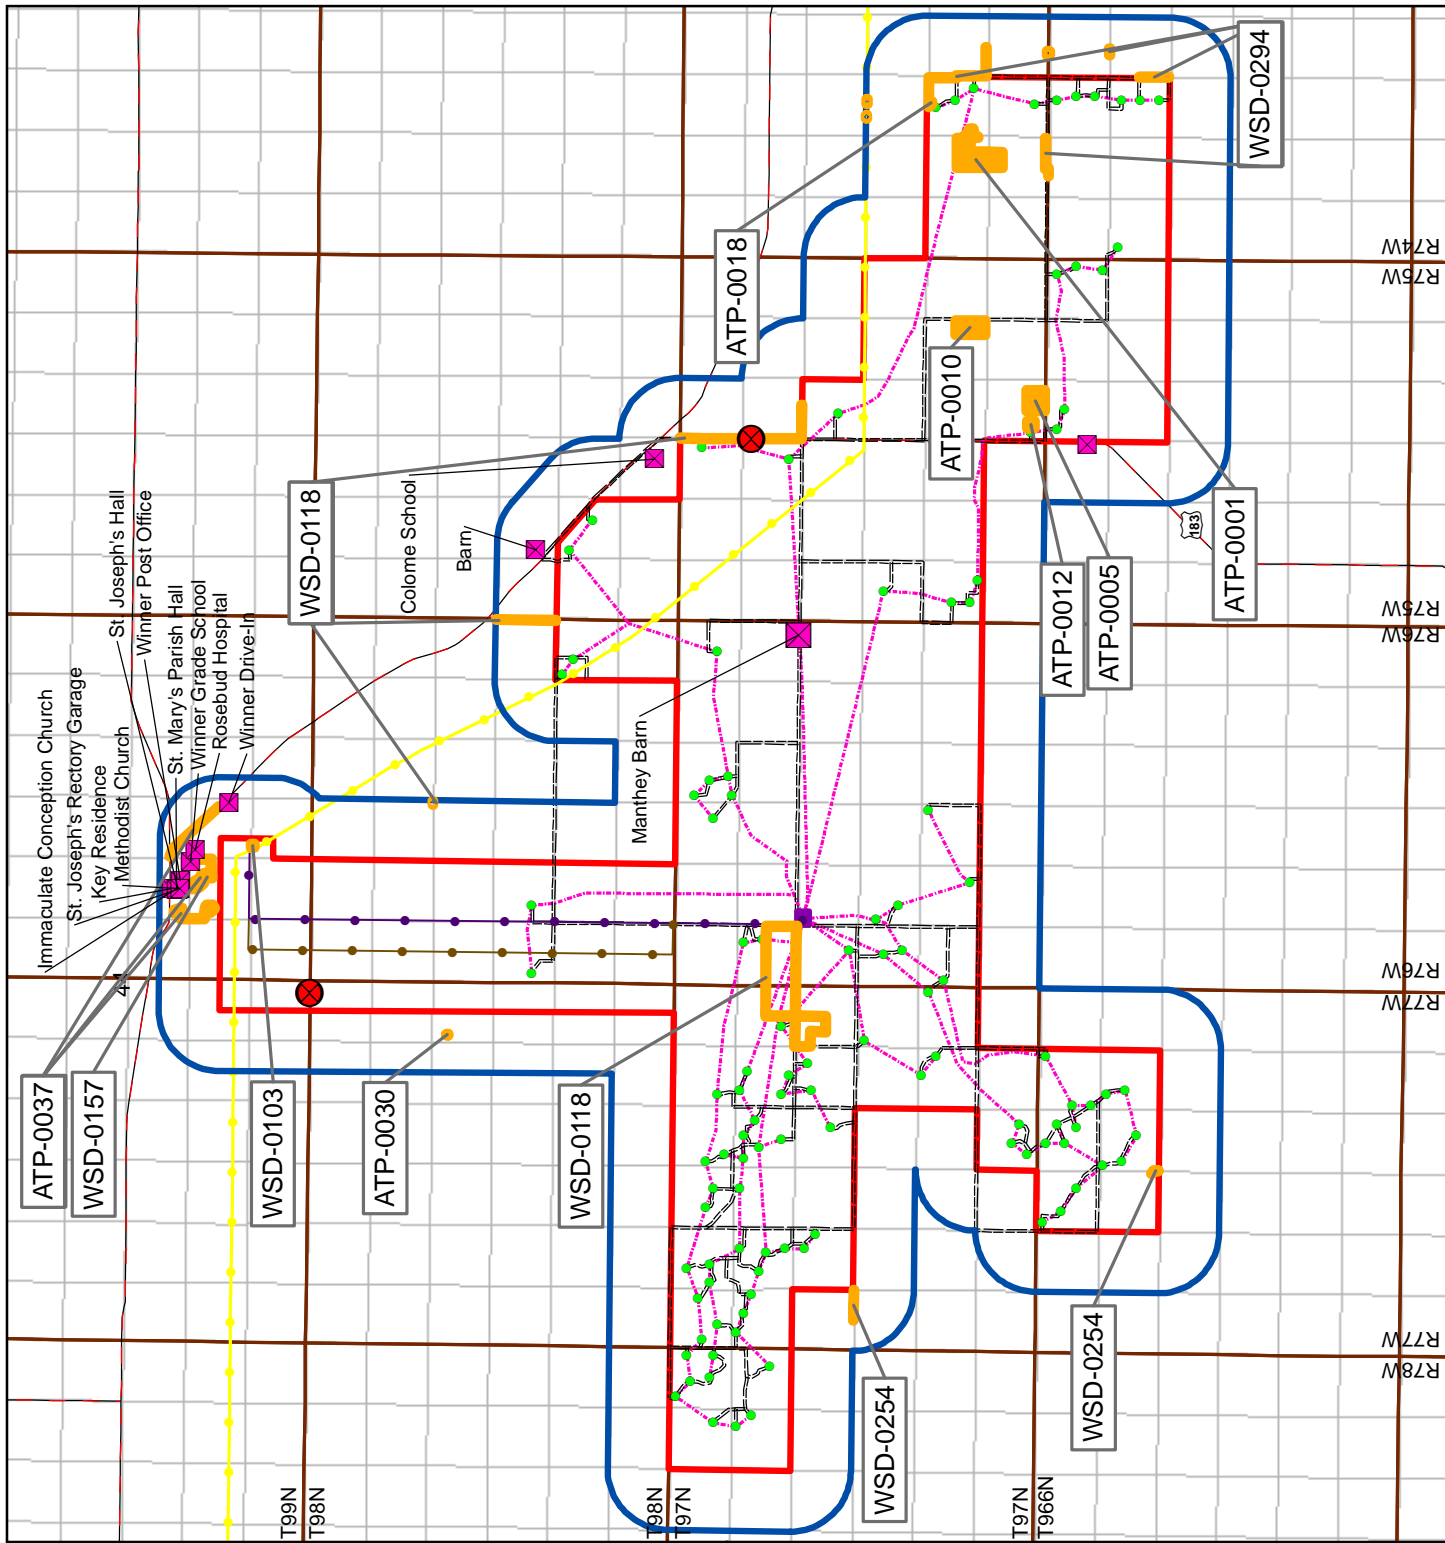 Immaculate Conception Church
St. Joseph's Rectory Garage
Key Residence
Methodist Church
St. Joseph's Hall
Winner Post Office
St. Mary's Parish Hall
Winner Grade School
Rosebud Hospital
Winner Drive-In
ATP-0037
WSD-0157
WSD-0103
ATP-0030
WSD-0118
WSD-0254
WSD-0254
WSD-0118
Colome School
Barn
Manthey Barn
ATP-0018
ATP-0010
ATP-0012
ATP-0005
ATP-0001
WSD-0294
183
T99N
T98N
T98N
T97N
T97N
T966N
R78W
R77W
R77W
R76W
R76W
R75W
R75W
R74W